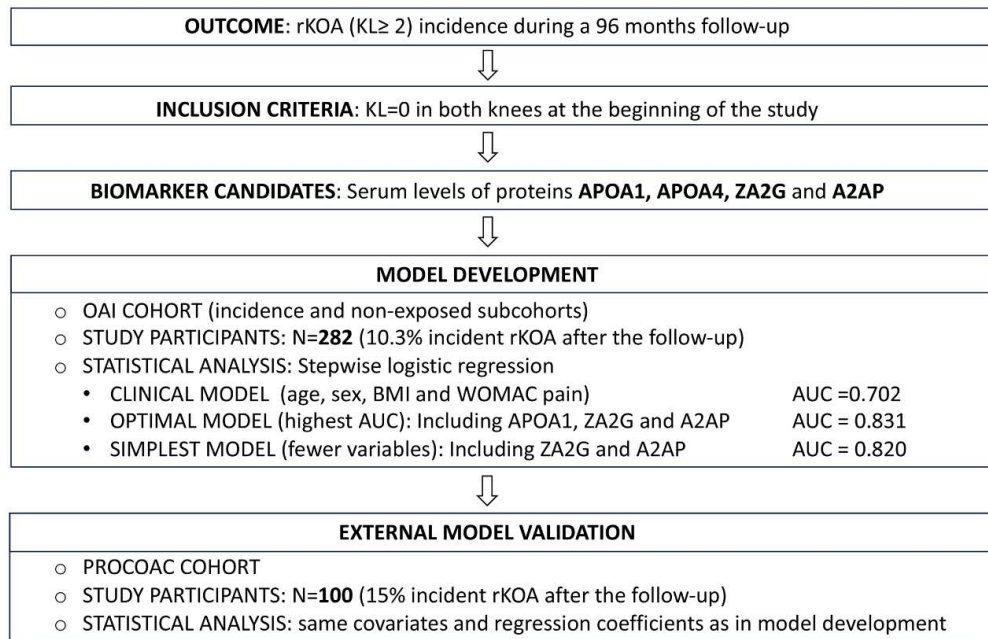 OUTCOME: rKOA (KL≥ 2) incidence during a 96 months follow-up
INCLUSION CRITERIA: KL=0 in both knees at the beginning of the study
BIOMARKER CANDIDATES: Serum levels of proteins APOA1, APOA4, ZA2G and A2AP
MODEL DEVELOPMENT
○ OAI COHORT (incidence and non-exposed subcohorts)
○ STUDY PARTICIPANTS: N=282 (10.3% incident rKOA after the follow-up)
○ STATISTICAL ANALYSIS: Stepwise logistic regression
• CLINICAL MODEL (age, sex, BMI and WOMAC pain) AUC =0.702
• OPTIMAL MODEL (highest AUC): Including APOA1, ZA2G and A2AP AUC = 0.831
• SIMPLEST MODEL (fewer variables): Including ZA2G and A2AP AUC = 0.820
EXTERNAL MODEL VALIDATION
○ PROCOAC COHORT
○ STUDY PARTICIPANTS: N=100 (15% incident rKOA after the follow-up)
○ STATISTICAL ANALYSIS: same covariates and regression coefficients as in model development